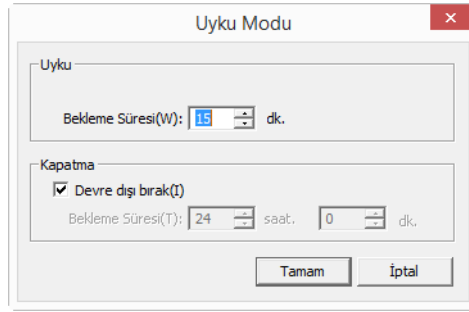 Uyku Modu
Uyku
Bekleme Süresi(W): 15 dk.
Kapatma
Devre dışı bırak(I)
Bekleme Süresi(T): 24 saat. 0 dk.
Tamam İptal